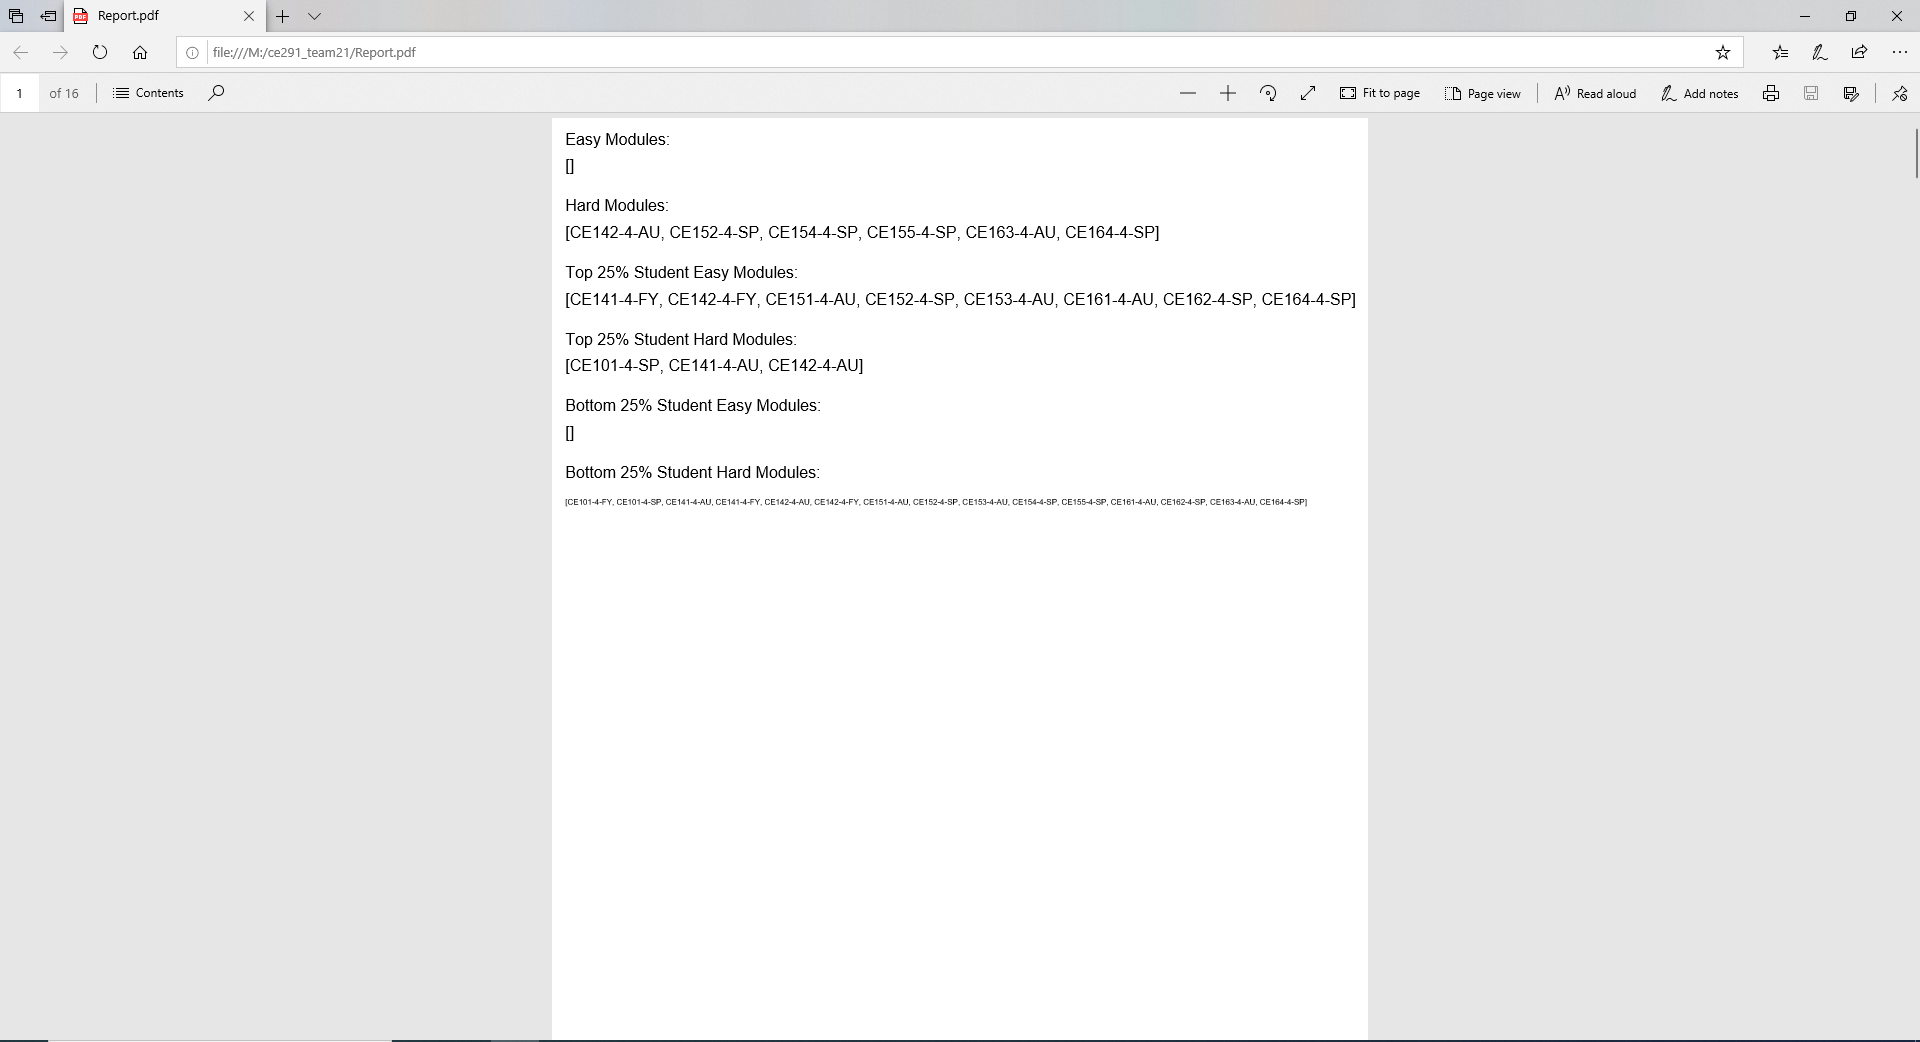 Report.pdf
file:///M:/ce291_team21/Report.pdf
1 of 16 Contents Fit to page Page view Read aloud Add notes
Easy Modules:
[]
Hard Modules:
[CE142-4-AU, CE152-4-SP, CE154-4-SP, CE155-4-SP, CE163-4-AU, CE164-4-SP]
Top 25% Student Easy Modules:
[CE141-4-FY, CE142-4-FY, CE151-4-AU, CE152-4-SP, CE153-4-AU, CE161-4-AU, CE162-4-SP, CE164-4-SP]
Top 25% Student Hard Modules:
[CE101-4-SP, CE141-4-AU, CE142-4-AU]
Bottom 25% Student Easy Modules:
[]
Bottom 25% Student Hard Modules:
[CE101-4-FY, CE101-4-SP, CE141-4-AU, CE141-4-FY, CE142-4-AU, CE142-4-FY, CE151-4-AU, CE152-4-SP, CE153-4-AU, CE154-4-SP, CE155-4-SP, CE161-4-AU, CE162-4-SP, CE163-4-AU, CE164-4-SP]